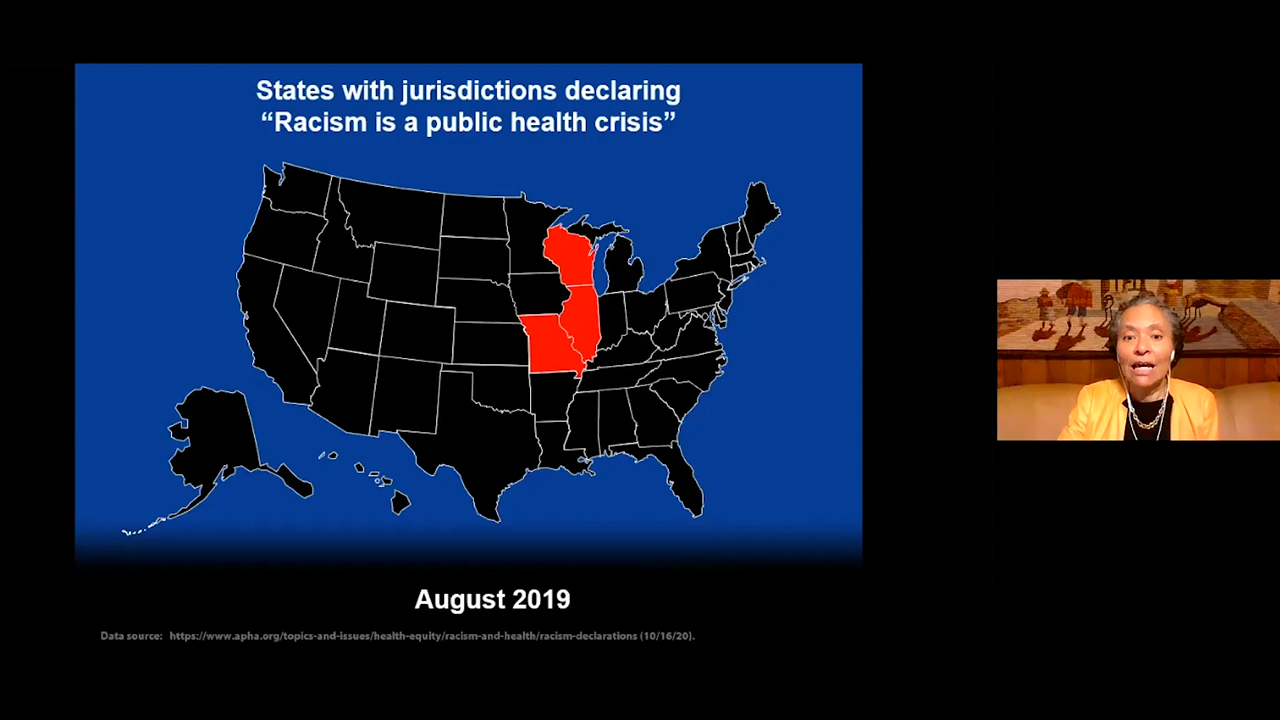 States with jurisdictions declaring
“Racism is a public health crisis”
August 2019
Data source: https://www.apha.org/topics-and-issues/health-equity/racism-and-health/racism-declarations (10/16/20).